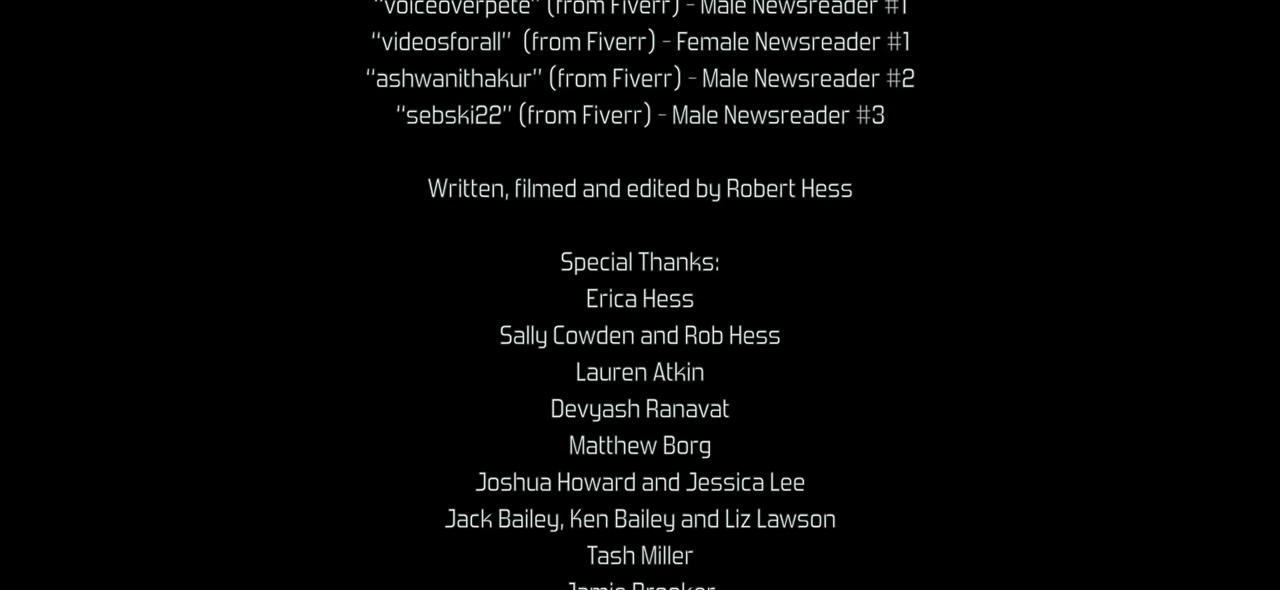 “voiceoverpete” (from Fiverr) - Male Newsreader #1
“videosforall” (from Fiverr) - Female Newsreader #1
“ashwanithakur” (from Fiverr) - Male Newsreader #2
“sebski22” (from Fiverr) - Male Newsreader #3
Written, filmed and edited by Robert Hess
Special Thanks:
Erica Hess
Sally Cowden and Rob Hess
Lauren Atkin
Devyash Ranavat
Matthew Borg
Joshua Howard and Jessica Lee
Jack Bailey, Ken Bailey and Liz Lawson
Tash Miller
Jamie